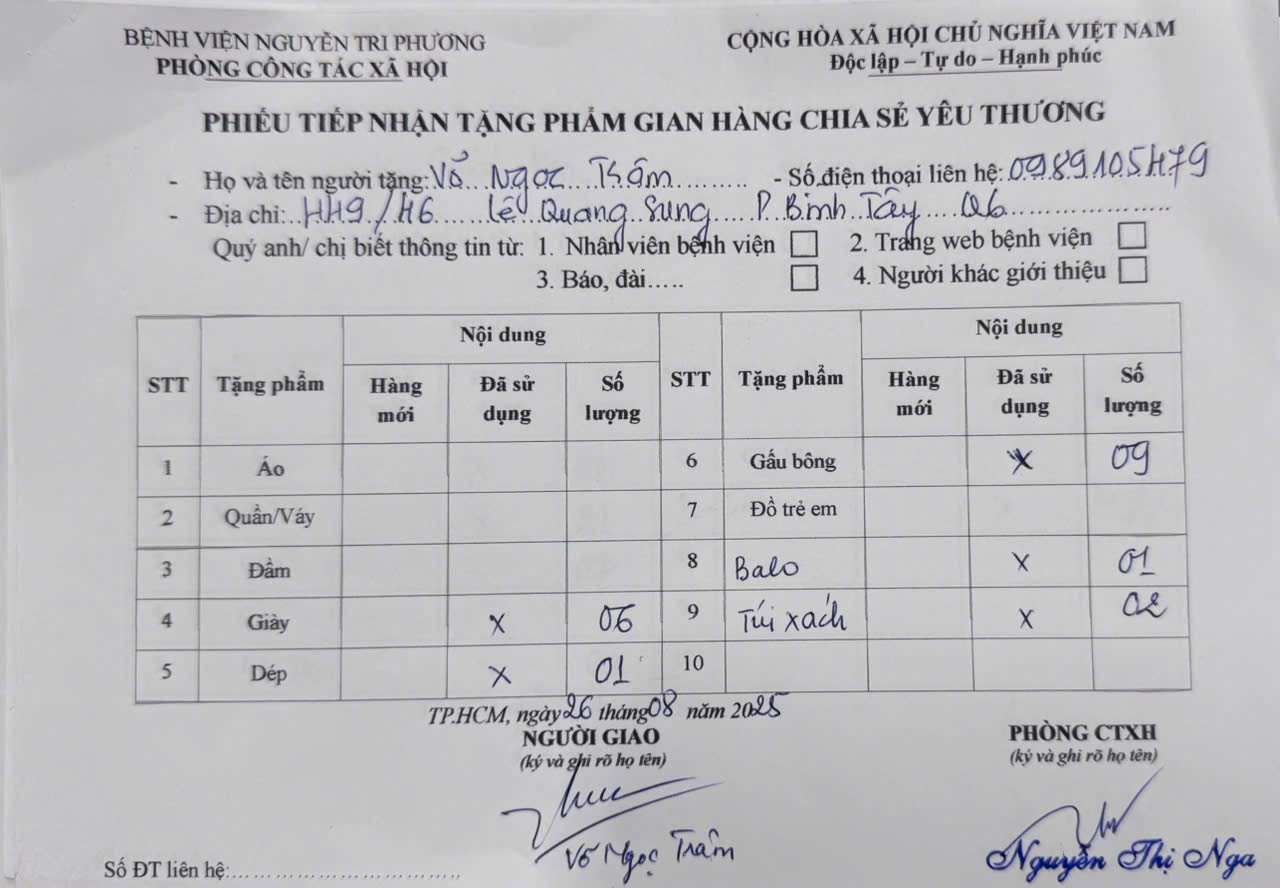 BỆNH VIỆN NGUYỄN TRI PHƯƠNG
PHÒNG CÔNG TÁC XÃ HỘI
CỘNG HÒA XÃ HỘI CHỦ NGHĨA VIỆT NAM
Độc lập – Tự do – Hạnh phúc
PHIẾU TIẾP NHẬN TẶNG PHẨM GIAN HÀNG CHIA SẺ YÊU THƯƠNG
- Họ và tên người tặng: Võ Ngọc Trâm - Số điện thoại liên hệ: 0989105479
- Địa chỉ: 449/46 Lê Quang Sung P. Bình Tây Q6
Quý anh/ chị biết thông tin từ: 1. Nhân viên bệnh viện ☐ 2. Trang web bệnh viện ☐
3. Báo, đài..... ☐ 4. Người khác giới thiệu ☐
STT Tặng phẩm Nội dung STT Tặng phẩm Nội dung
Hàng mới Đã sử dụng Số lượng Hàng mới Đã sử dụng Số lượng
1 Áo 6 Gấu bông x 09
2 Quần/Váy 7 Đồ trẻ em
3 Đầm 8 Balo x 01
4 Giày x 06 9 Túi xách x 02
5 Dép x 01 10
TP.HCM, ngày 26 tháng 08 năm 2025
NGƯỜI GIAO
(ký và ghi rõ họ tên)
Võ Ngọc Trâm
PHÒNG CTXH
(ký và ghi rõ họ tên)
Nguyễn Thị Nga
Số ĐT liên hệ:..............................